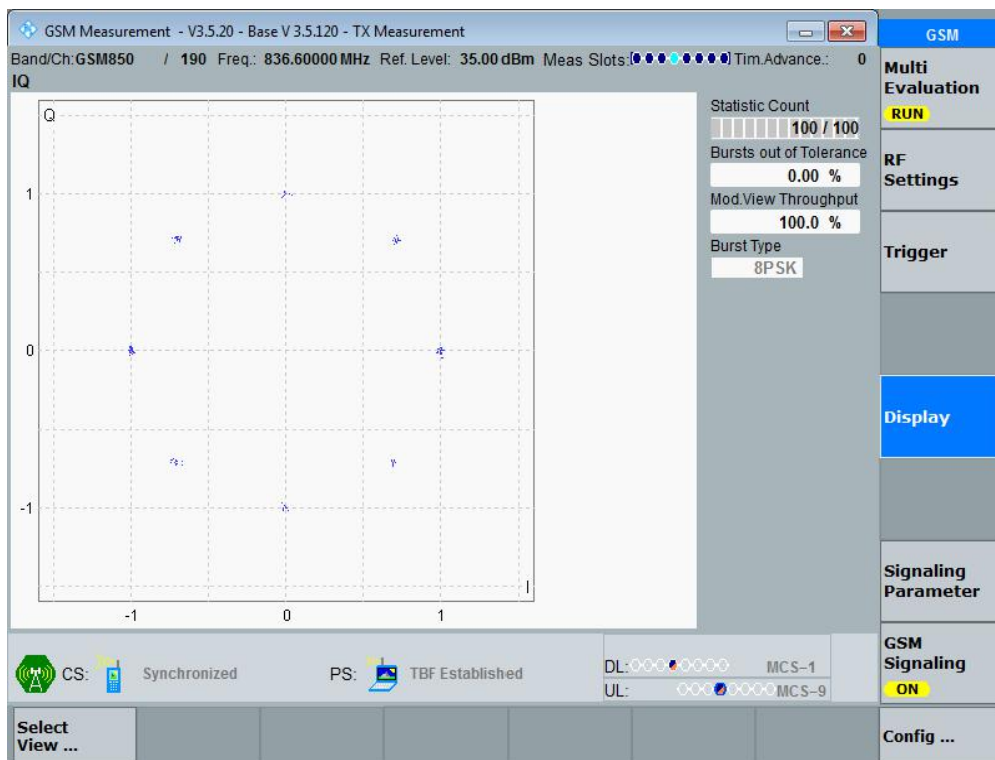 GSM Measurement - V3.5.20 - Base V 3.5.120 - TX Measurement
GSM
Band/Ch:GSM850 / 190 Freq.: 836.60000 MHz Ref. Level: 35.00 dBm Meas Slots: Tim.Advance.: 0
IQ
Multi
Evaluation
RUN
Q
Statistic Count
100 / 100
Bursts out of Tolerance
0.00 %
Mod.View Throughput
100.0 %
Burst Type
8PSK
RF
Settings
Trigger
1
0
-1
I
-1 0 1
Display
Signaling
Parameter
CS: Synchronized PS: TBF Established DL: MCS-1
UL: MCS-9
GSM
Signaling
ON
Select
View ...
Config ...